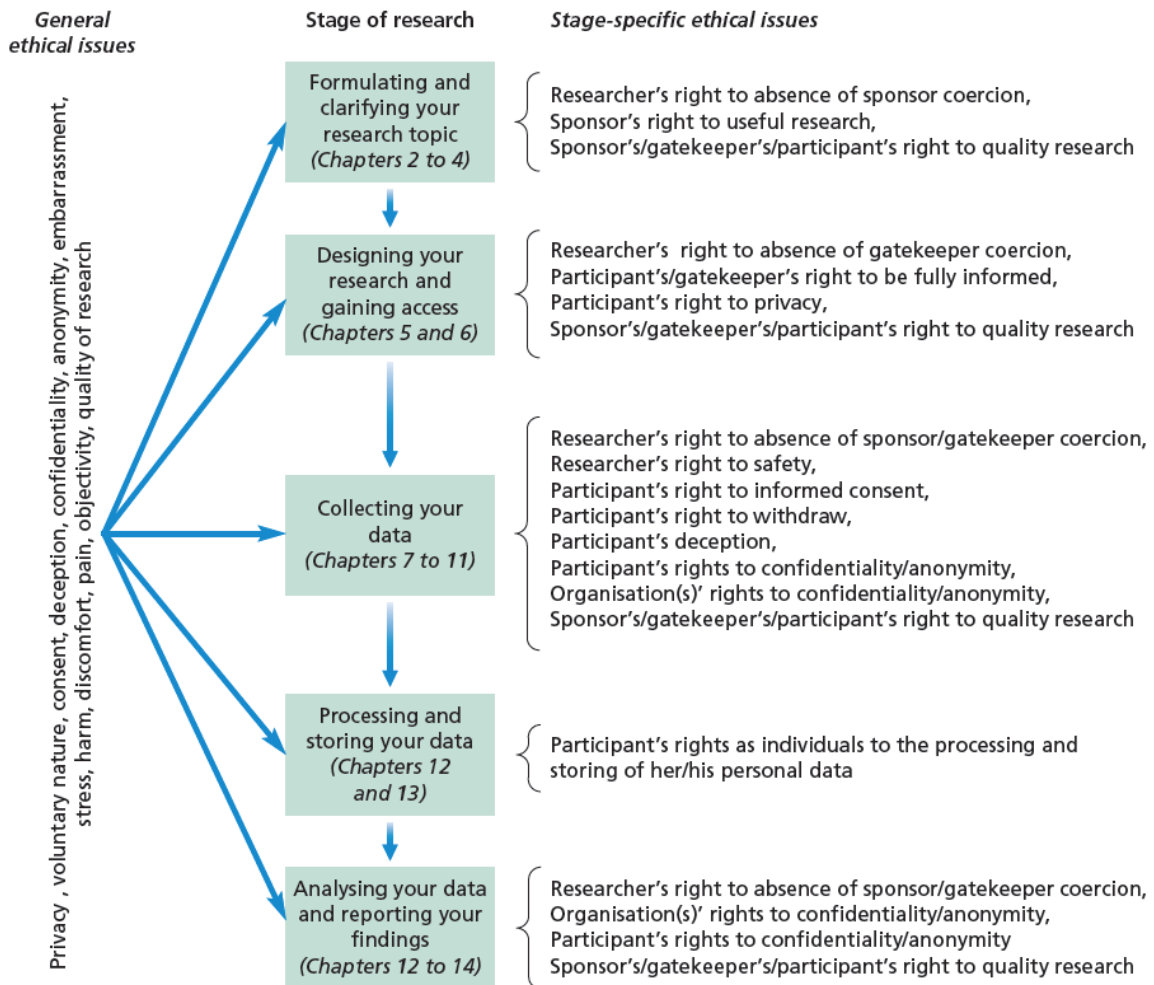 General
ethical issues
Stage of research
Stage-specific ethical issues
Privacy , voluntary nature, consent, deception, confidentiality, anonymity, embarrassment,
stress, harm, discomfort, pain, objectivity, quality of research
Formulating and
clarifying your
research topic
(Chapters 2 to 4)
Researcher's right to absence of sponsor coercion,
Sponsor's right to useful research,
Sponsor's/gatekeeper's/participant's right to quality research
Designing your
research and
gaining access
(Chapters 5 and 6)
Researcher's right to absence of gatekeeper coercion,
Participant's/gatekeeper's right to be fully informed,
Participant's right to privacy,
Sponsor's/gatekeeper's/participant's right to quality research
Collecting your
data
(Chapters 7 to 11)
Researcher's right to absence of sponsor/gatekeeper coercion,
Researcher's right to safety,
Participant's right to informed consent,
Participant's right to withdraw,
Participant's deception,
Participant's rights to confidentiality/anonymity,
Organisation(s)' rights to confidentiality/anonymity,
Sponsor's/gatekeeper's/participant's right to quality research
Processing and
storing your data
(Chapters 12
and 13)
Participant's rights as individuals to the processing and
storing of her/his personal data
Analysing your data
and reporting your
findings
(Chapters 12 to 14)
Researcher's right to absence of sponsor/gatekeeper coercion,
Organisation(s)' rights to confidentiality/anonymity,
Participant's rights to confidentiality/anonymity
Sponsor's/gatekeeper's/participant's right to quality research